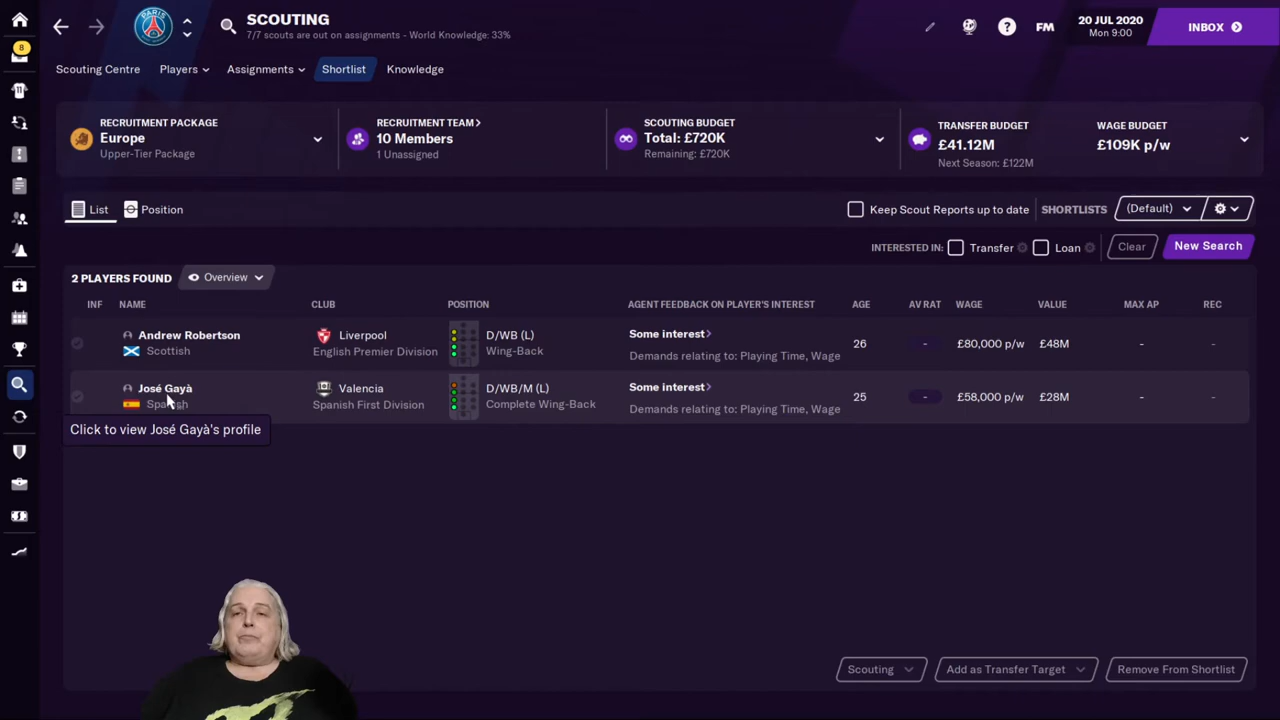 SCOUTING
7/7 scouts are out on assignments - World Knowledge: 33%
FM
20 JUL 2020
Mon 9:00
INBOX
8
Scouting Centre
Players
Assignments
Shortlist
Knowledge
RECRUITMENT PACKAGE
Europe
Upper-Tier Package
RECRUITMENT TEAM
10 Members
1 Unassigned
SCOUTING BUDGET
Total: £720K
Remaining: £720K
TRANSFER BUDGET
£41.12M
Next Season: £122M
WAGE BUDGET
£109K p/w
List
Position
Keep Scout Reports up to date
SHORTLISTS
(Default)
INTERESTED IN:
Transfer
Loan
Clear
New Search
2 PLAYERS FOUND
Overview
INF NAME CLUB POSITION AGENT FEEDBACK ON PLAYER'S INTEREST AGE AV RAT WAGE VALUE MAX AP REC
Andrew Robertson Liverpool D/WB (L) Some interest 26 - £80,000 p/w £48M - -
Scottish English Premier Division Wing-Back Demands relating to: Playing Time, Wage
José Gayà Valencia D/WB/M (L) Some interest 25 - £58,000 p/w £28M - -
Spanish Spanish First Division Complete Wing-Back Demands relating to: Playing Time, Wage
Click to view José Gayà's profile
Scouting
Add as Transfer Target
Remove From Shortlist